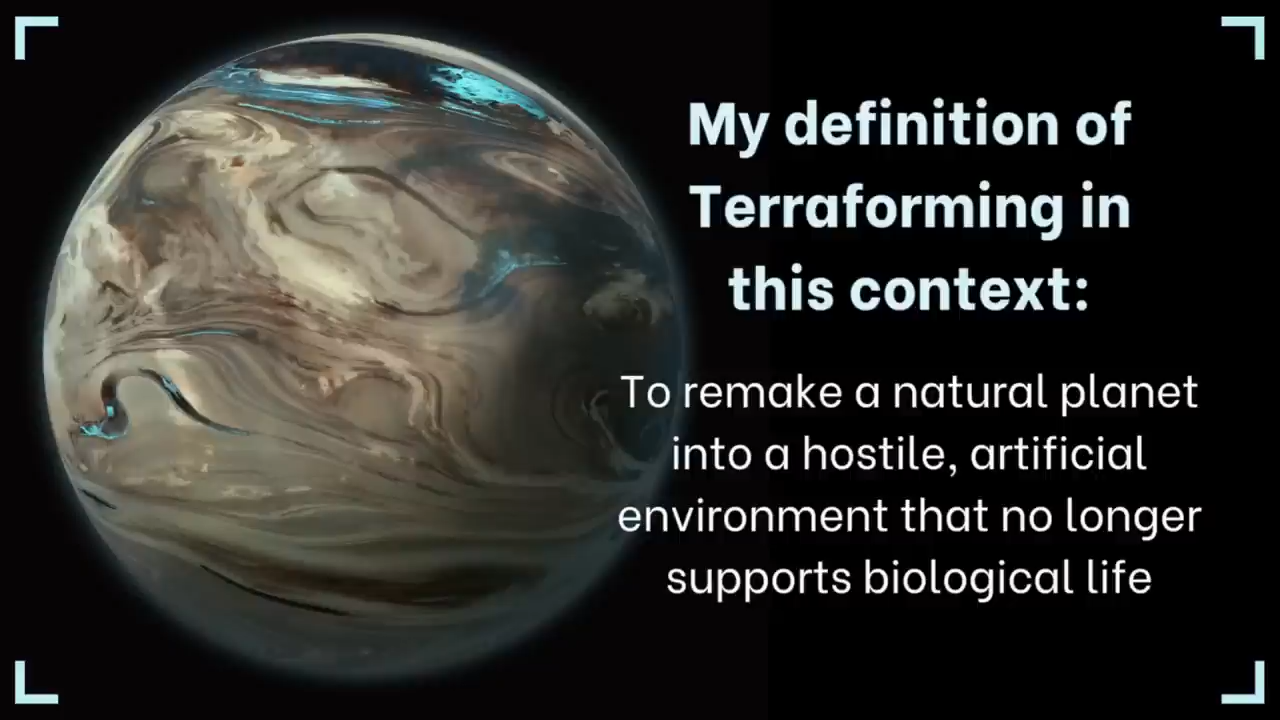 My definition of
Terraforming in
this context:
To remake a natural planet
into a hostile, artificial
environment that no longer
supports biological life